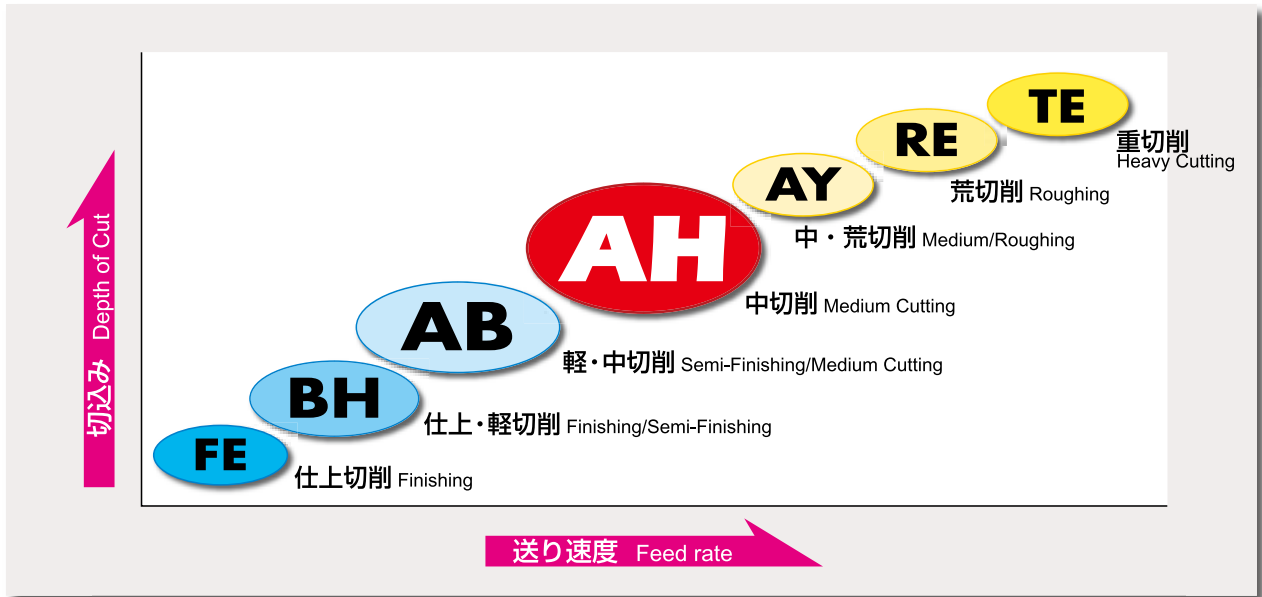 TE
重切削
Heavy Cutting
RE
荒切削 Roughing
AY
中・荒切削 Medium/Roughing
AH
中切削 Medium Cutting
AB
軽・中切削 Semi-Finishing/Medium Cutting
BH
仕上・軽切削 Finishing/Semi-Finishing
FE
仕上切削 Finishing
切込み Depth of Cut
送り速度 Feed rate